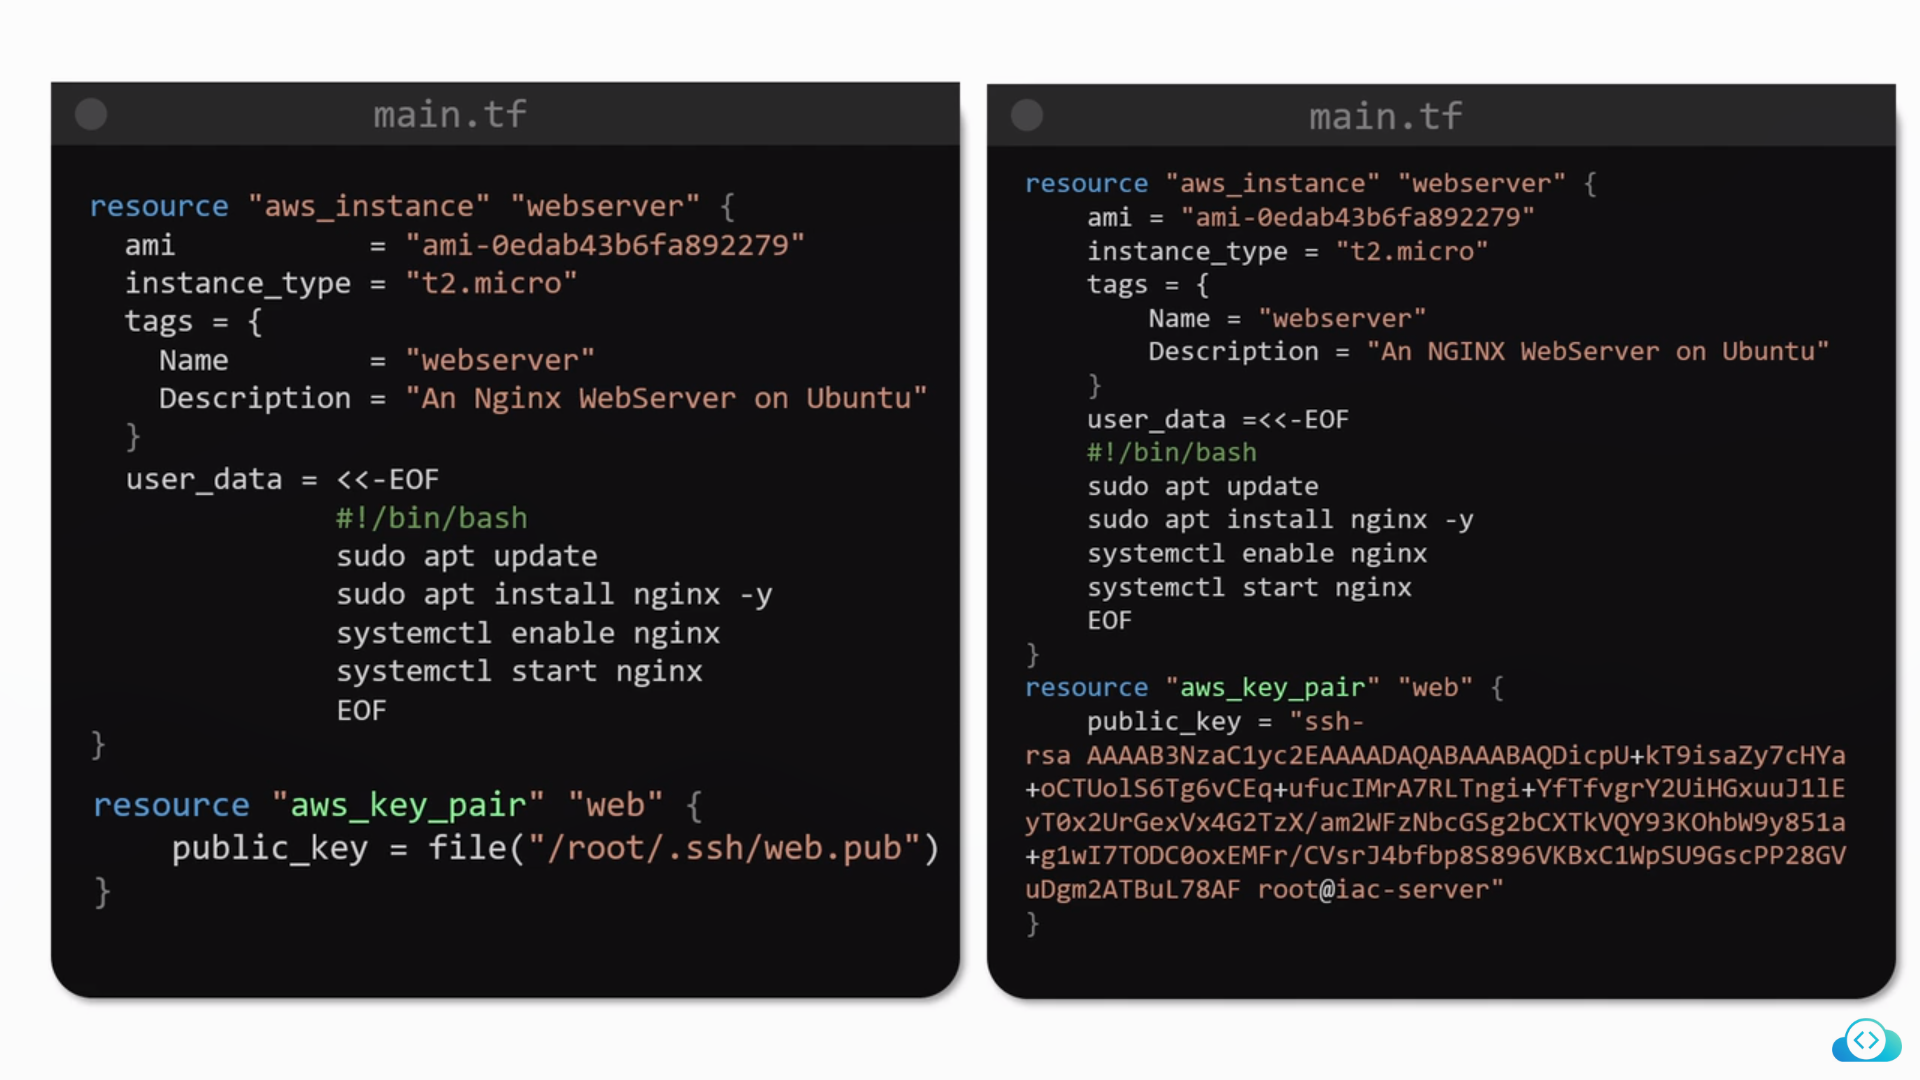 main.tf
resource "aws_instance" "webserver" {
  ami           = "ami-0edab43b6fa892279"
  instance_type = "t2.micro"
  tags = {
    Name        = "webserver"
    Description = "An Nginx WebServer on Ubuntu"
  }
  user_data = <<-EOF
              #!/bin/bash
              sudo apt update
              sudo apt install nginx -y
              systemctl enable nginx
              systemctl start nginx
              EOF
}
resource "aws_key_pair" "web" {
    public_key = file("/root/.ssh/web.pub")
}
main.tf
resource "aws_instance" "webserver" {
    ami = "ami-0edab43b6fa892279"
    instance_type = "t2.micro"
    tags = {
        Name = "webserver"
        Description = "An NGINX WebServer on Ubuntu"
    }
    user_data =<<-EOF
    #!/bin/bash
    sudo apt update
    sudo apt install nginx -y
    systemctl enable nginx
    systemctl start nginx
    EOF
}
resource "aws_key_pair" "web" {
    public_key = "ssh-
rsa AAAAB3NzaC1yc2EAAAADAQABAAABAQDicpU+kT9isaZy7cHYa
+oCTUolS6Tg6vCEq+ufucIMrA7RLTngi+YfTfvgrY2UiHGxuuJ1lE
yT0x2UrGexVx4G2TzX/am2WFzNbcGSg2bCXTkVQY93KOhbW9y851a
+g1wI7TODC0oxEMFr/CVsrJ4bfbp8S896VKBxC1WpSU9GscPP28GV
uDgm2ATBuL78AF root@iac-server"
}